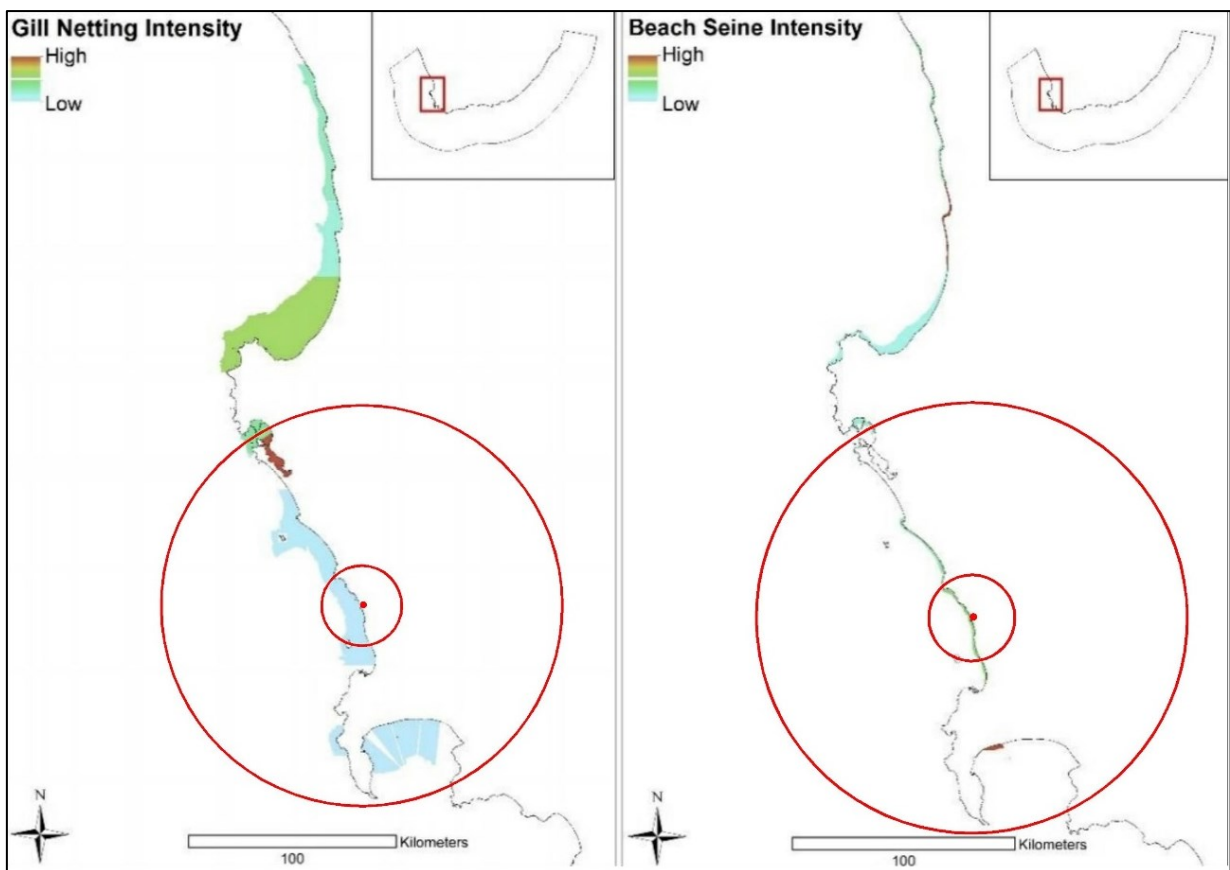 Gill Netting Intensity
High
Low
N
Kilometers
100
Beach Seine Intensity
High
Low
N
Kilometers
100